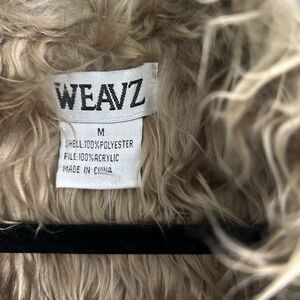 WEAVZ
M
SHELL:100%POLYESTER
PILE:100%ACRYLIC
MADE IN CHINA